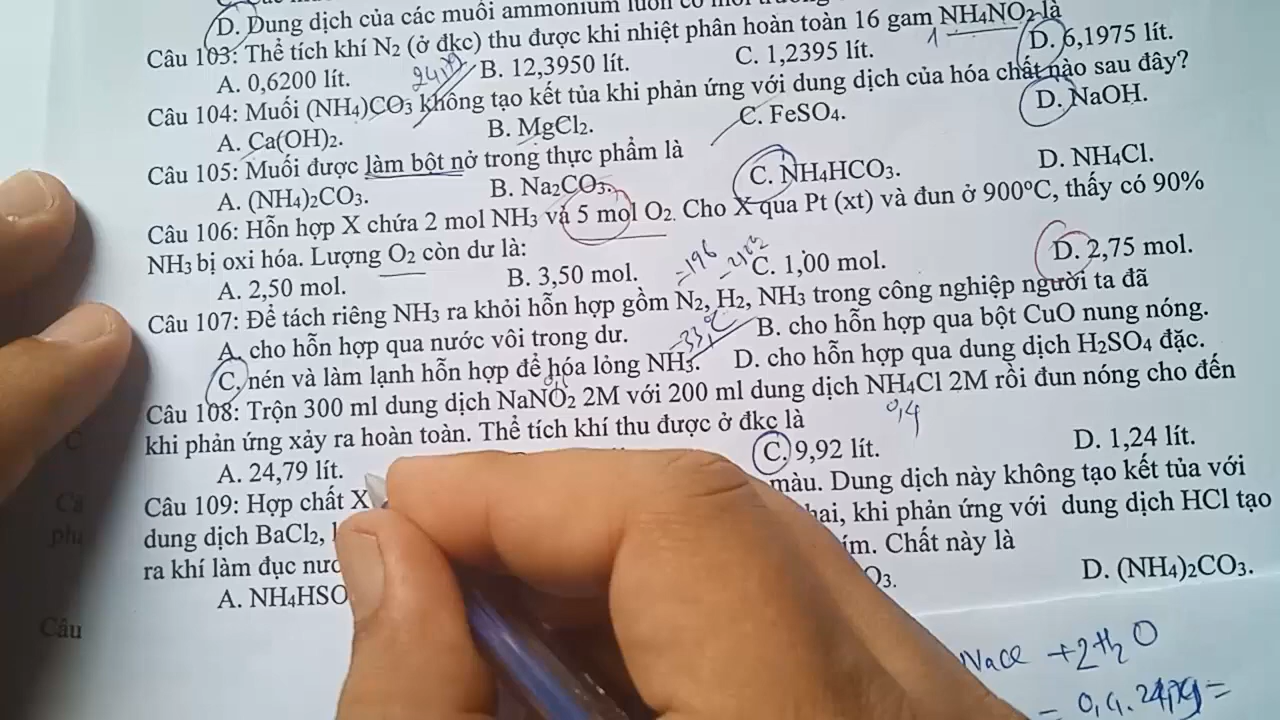 D. Dung dịch của các muối ammonium luôn có
Câu 103: Thể tích khí N2 (ở đkc) thu được khi nhiệt phân hoàn toàn 16 gam NH4NO2 là
A. 0,6200 lít. B. 12,3950 lít. C. 1,2395 lít. D. 6,1975 lít.
Câu 104: Muối (NH4)CO3 không tạo kết tủa khi phản ứng với dung dịch của hóa chất nào sau đây?
A. Ca(OH)2. B. MgCl2. C. FeSO4. D. NaOH.
Câu 105: Muối được làm bột nở trong thực phẩm là
A. (NH4)2CO3. B. Na2CO3. C. NH4HCO3. D. NH4Cl.
Câu 106: Hỗn hợp X chứa 2 mol NH3 và 5 mol O2. Cho X qua Pt (xt) và đun ở 900°C, thấy có 90%
NH3 bị oxi hóa. Lượng O2 còn dư là:
A. 2,50 mol. B. 3,50 mol. C. 1,00 mol. D. 2,75 mol.
-196
Câu 107: Để tách riêng NH3 ra khỏi hỗn hợp gồm N2, H2, NH3 trong công nghiệp người ta đã
A. cho hỗn hợp qua nước vôi trong dư. B. cho hỗn hợp qua bột CuO nung nóng.
C. nén và làm lạnh hỗn hợp để hóa lỏng NH3. D. cho hỗn hợp qua dung dịch H2SO4 đặc.
Câu 108: Trộn 300 ml dung dịch NaNO2 2M với 200 ml dung dịch NH4Cl 2M rồi đun nóng cho đến
0,4
khi phản ứng xảy ra hoàn toàn. Thể tích khí thu được ở đkc là
A. 24,79 lít. C. 9,92 lít. D. 1,24 lít.
Câu 109: Hợp chất X màu. Dung dịch này không tạo kết tủa với
dung dịch BaCl2, hai, khi phản ứng với dung dịch HCl tạo
ra khí làm đục nước ím. Chất này là
A. NH4HSO O3. D. (NH4)2CO3.
Câu
NaCl + 2H2O